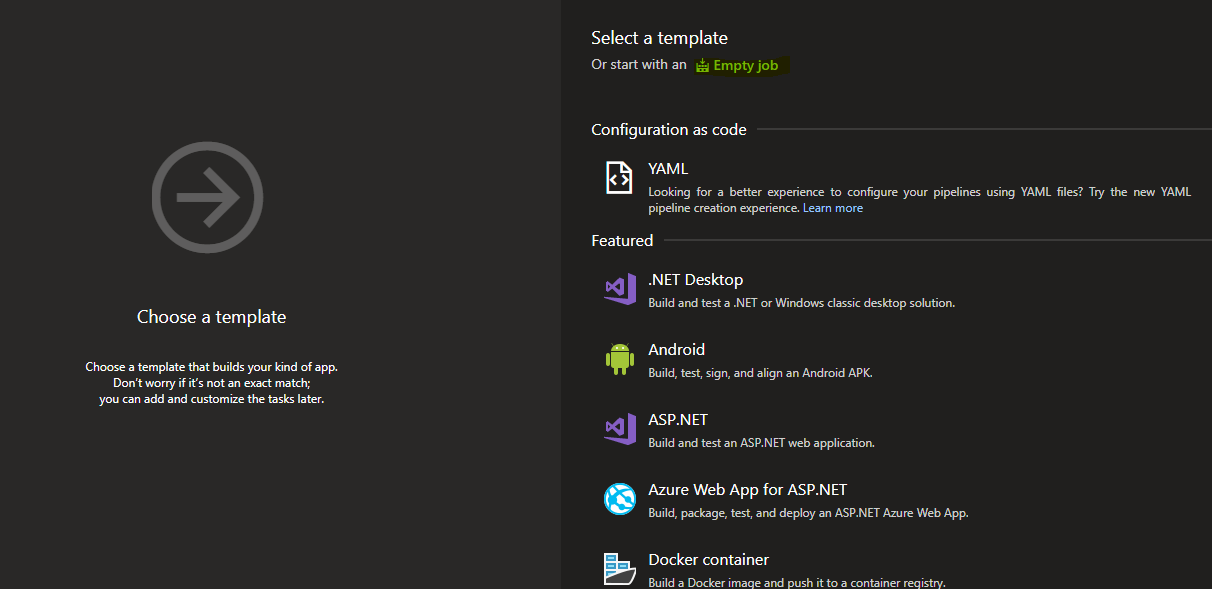 Choose a template
Choose a template that builds your kind of app.
Don't worry if it's not an exact match;
you can add and customize the tasks later.
Select a template
Or start with an Empty job
Configuration as code
YAML
Looking for a better experience to configure your pipelines using YAML files? Try the new YAML
pipeline creation experience. Learn more
Featured
.NET Desktop
Build and test a .NET or Windows classic desktop solution.
Android
Build, test, sign, and align an Android APK.
ASP.NET
Build and test an ASP.NET web application.
Azure Web App for ASP.NET
Build, package, test, and deploy an ASP.NET Azure Web App.
Docker container
Build a Docker image and push it to a container registry.